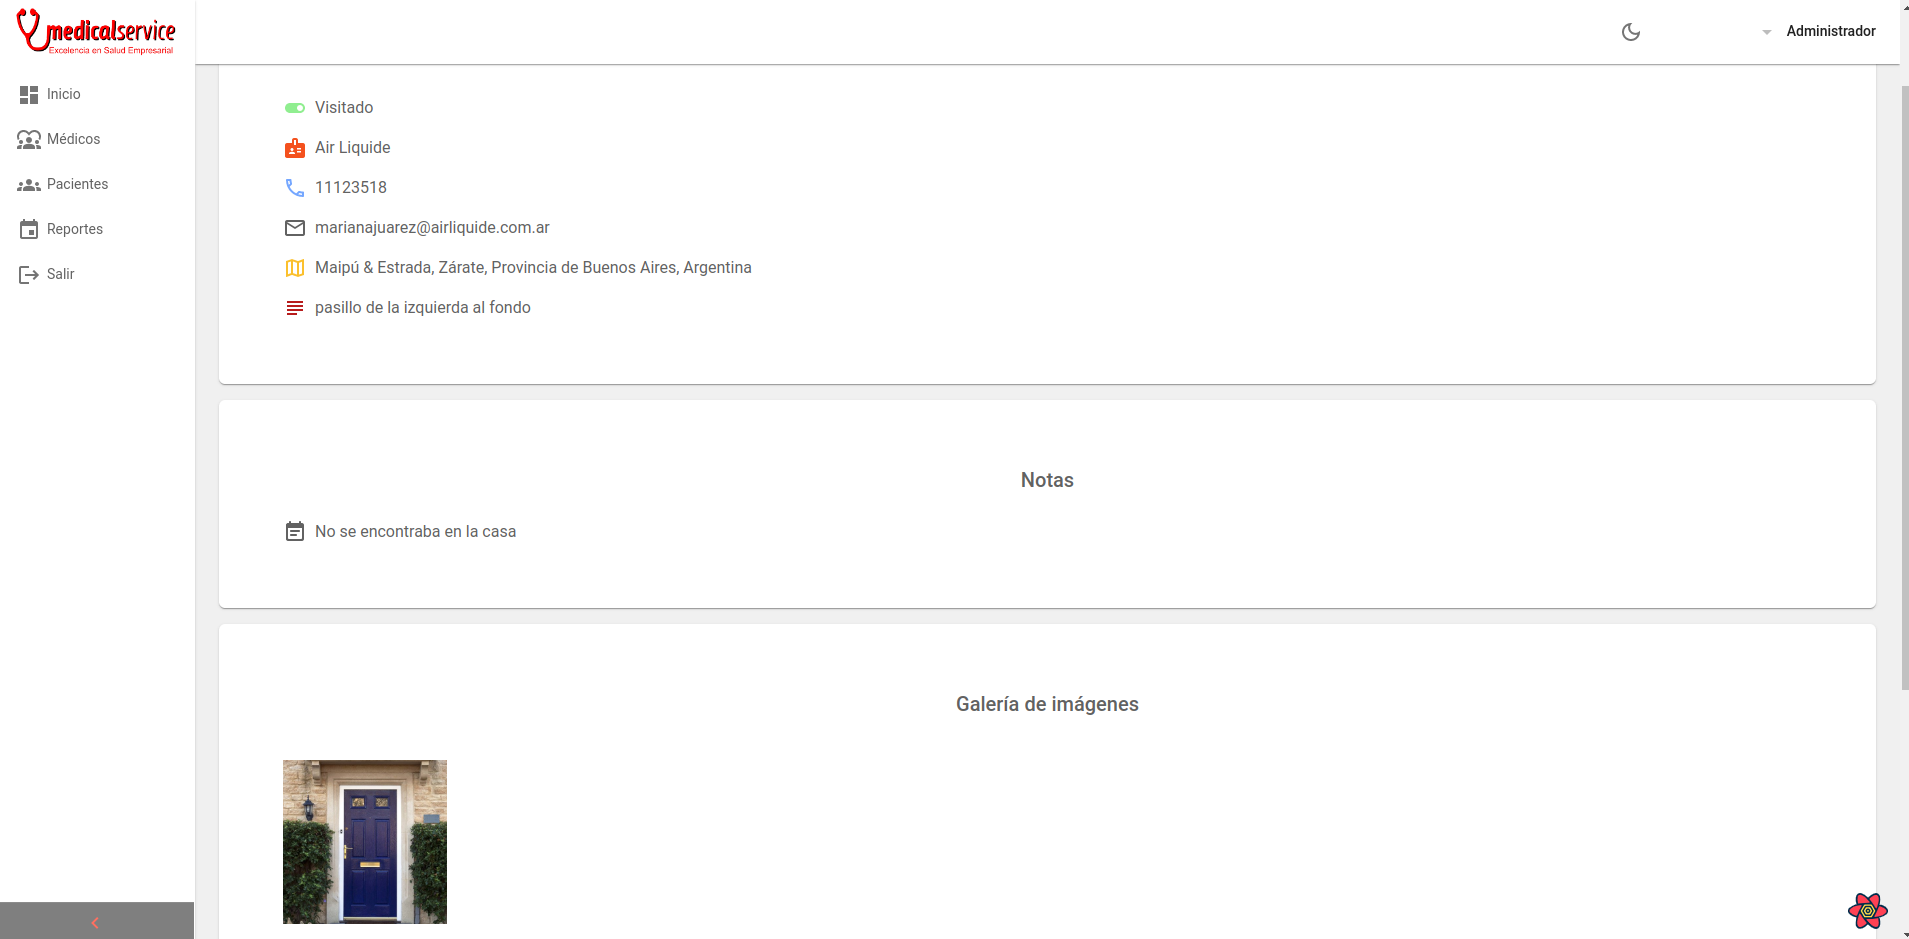 medicalservice
Excelencia en Salud Empresarial
Administrador
Inicio
Médicos
Pacientes
Reportes
Salir
Visitado
Air Liquide
11123518
marianajuarez@airliquide.com.ar
Maipú & Estrada, Zárate, Provincia de Buenos Aires, Argentina
pasillo de la izquierda al fondo
Notas
No se encontraba en la casa
Galería de imágenes